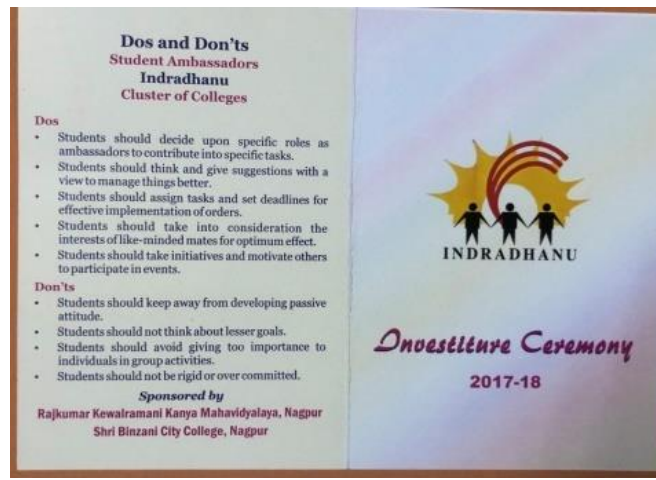 Dos and Don'ts
Student Ambassadors
Indradhanu
Cluster of Colleges
Dos
• Students should decide upon specific roles as
ambassadors to contribute into specific tasks.
• Students should think and give suggestions with a
view to manage things better.
• Students should assign tasks and set deadlines for
effective implementation of orders.
• Students should take into consideration the
interests of like-minded mates for optimum effect.
• Students should take initiatives and motivate others
to participate in events.
Don'ts
• Students should keep away from developing passive
attitude.
• Students should not think about lesser goals.
• Students should avoid giving too importance to
individuals in group activities.
• Students should not be rigid or over committed.
Sponsored by
Rajkumar Kewalramani Kanya Mahavidyalaya, Nagpur
Shri Binzani City College, Nagpur
INDRADHANU
Investiture Ceremony
2017-18